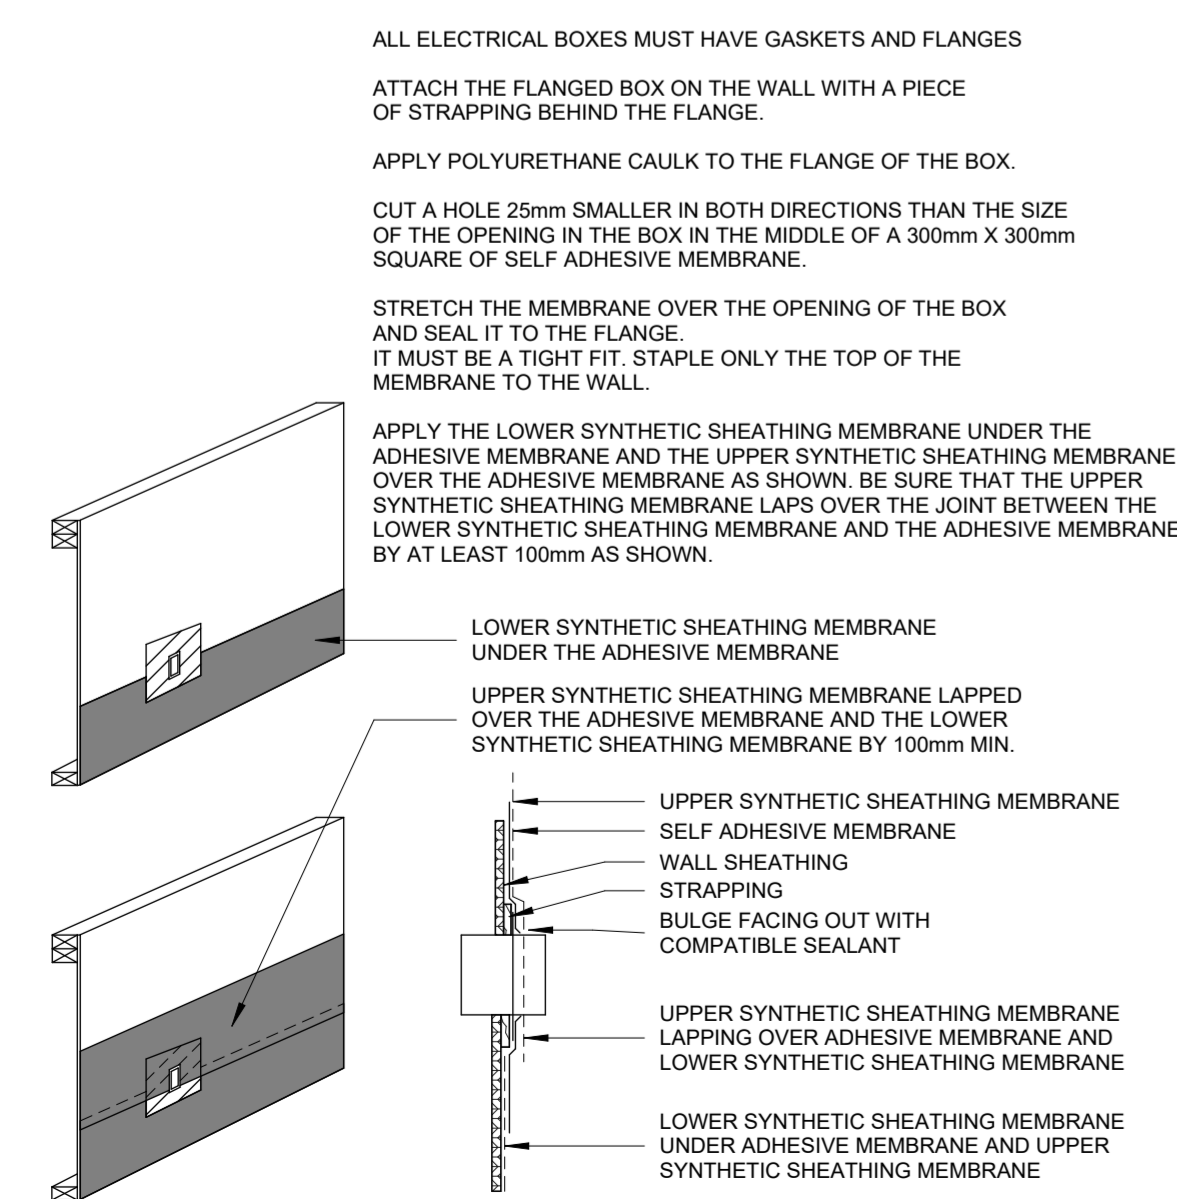 ALL ELECTRICAL BOXES MUST HAVE GASKETS AND FLANGES
ATTACH THE FLANGED BOX ON THE WALL WITH A PIECE
OF STRAPPING BEHIND THE FLANGE.
APPLY POLYURETHANE CAULK TO THE FLANGE OF THE BOX.
CUT A HOLE 25mm SMALLER IN BOTH DIRECTIONS THAN THE SIZE
OF THE OPENING IN THE BOX IN THE MIDDLE OF A 300mm X 300mm
SQUARE OF SELF ADHESIVE MEMBRANE.
STRETCH THE MEMBRANE OVER THE OPENING OF THE BOX
AND SEAL IT TO THE FLANGE.
IT MUST BE A TIGHT FIT. STAPLE ONLY THE TOP OF THE
MEMBRANE TO THE WALL.
APPLY THE LOWER SYNTHETIC SHEATHING MEMBRANE UNDER THE
ADHESIVE MEMBRANE AND THE UPPER SYNTHETIC SHEATHING MEMBRANE
OVER THE ADHESIVE MEMBRANE AS SHOWN. BE SURE THAT THE UPPER
SYNTHETIC SHEATHING MEMBRANE LAPS OVER THE JOINT BETWEEN THE
LOWER SYNTHETIC SHEATHING MEMBRANE AND THE ADHESIVE MEMBRANE
BY AT LEAST 100mm AS SHOWN.
LOWER SYNTHETIC SHEATHING MEMBRANE
UNDER THE ADHESIVE MEMBRANE
UPPER SYNTHETIC SHEATHING MEMBRANE LAPPED
OVER THE ADHESIVE MEMBRANE AND THE LOWER
SYNTHETIC SHEATHING MEMBRANE BY 100mm MIN.
UPPER SYNTHETIC SHEATHING MEMBRANE
SELF ADHESIVE MEMBRANE
WALL SHEATHING
STRAPPING
BULGE FACING OUT WITH
COMPATIBLE SEALANT
UPPER SYNTHETIC SHEATHING MEMBRANE
LAPPING OVER ADHESIVE MEMBRANE AND
LOWER SYNTHETIC SHEATHING MEMBRANE
LOWER SYNTHETIC SHEATHING MEMBRANE
UNDER ADHESIVE MEMBRANE AND UPPER
SYNTHETIC SHEATHING MEMBRANE